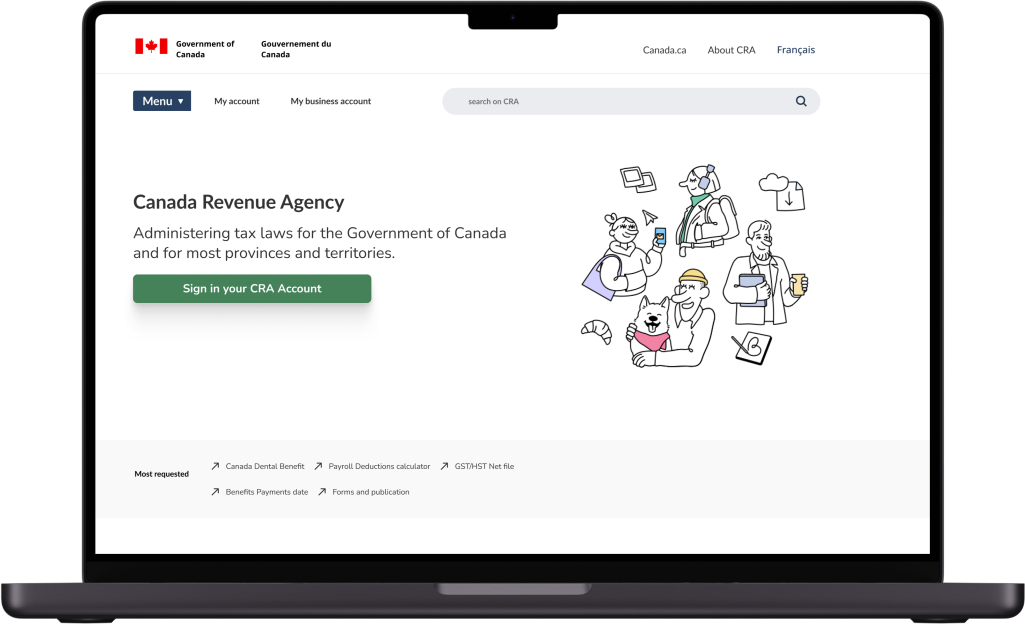 Government of
Canada
Gouvernement du
Canada
Canada.ca About CRA Français
Menu ▼ My account My business account search on CRA
Canada Revenue Agency
Administering tax laws for the Government of Canada
and for most provinces and territories.
Sign in your CRA Account
Most requested
Canada Dental Benefit Payroll Deductions calculator GST/HST Net file
Benefits Payments date Forms and publication